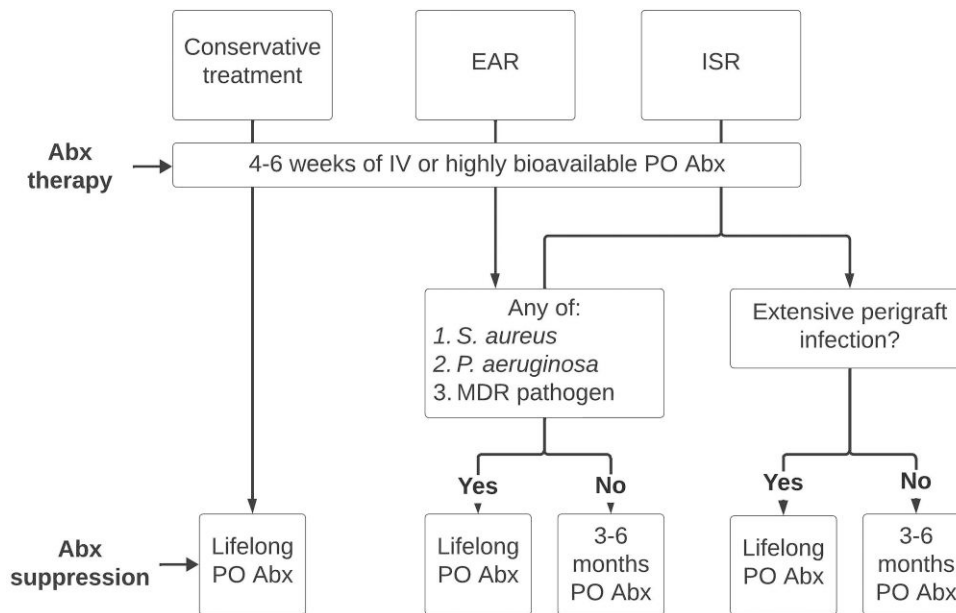 Conservative
treatment
EAR
ISR
Abx
therapy
4-6 weeks of IV or highly bioavailable PO Abx
Any of:
1. S. aureus
2. P. aeruginosa
3. MDR pathogen
Extensive perigraft
infection?
Yes
No
Yes
No
Abx
suppression
Lifelong
PO Abx
Lifelong
PO Abx
3-6
months
PO Abx
Lifelong
PO Abx
3-6
months
PO Abx